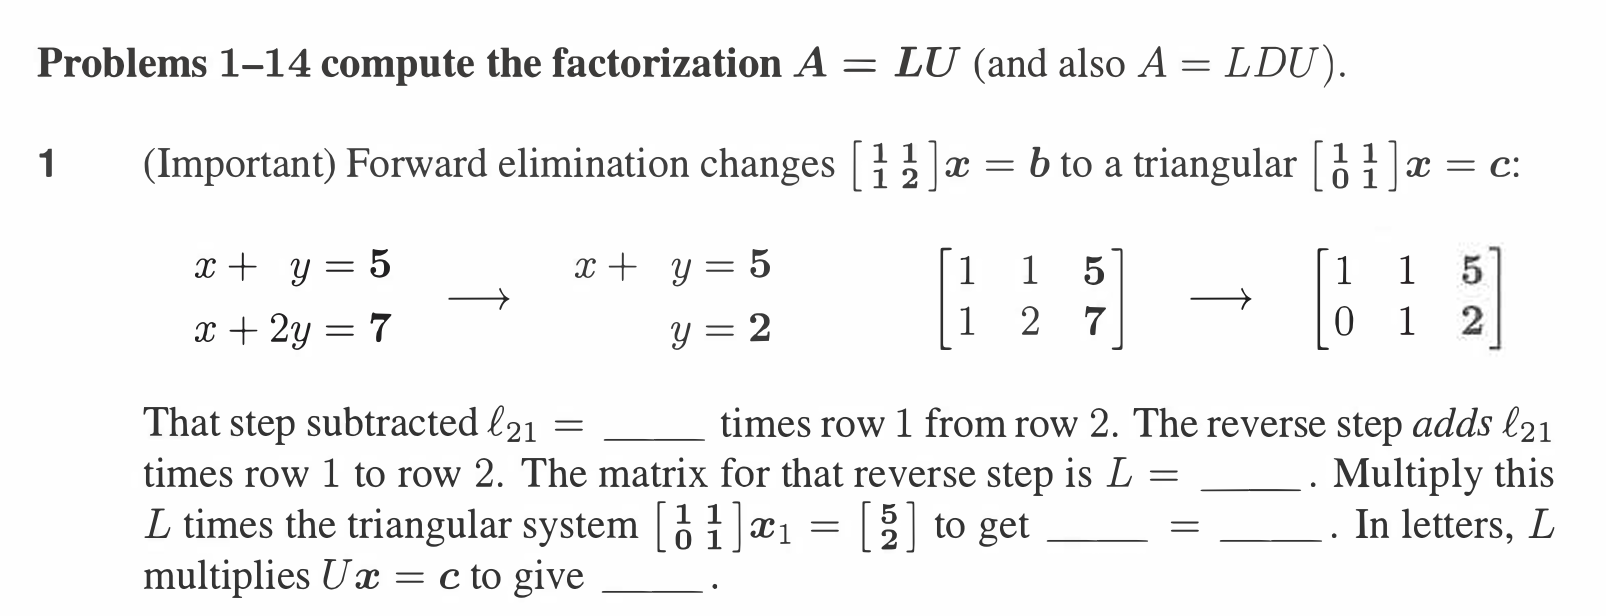 Problems 1–14 compute the factorization A = LU (and also A = LDU).
1 (Important) Forward elimination changes [1 1; 1 2] x = b to a triangular [1 1; 0 1] x = c:
x + y = 5 x + y = 5 [1 1 5] [1 1 5]
⟶ ⟶
x + 2y = 7 y = 2 [1 2 7] [0 1 2]
That step subtracted ℓ₂₁ = ____ times row 1 from row 2. The reverse step adds ℓ₂₁
times row 1 to row 2. The matrix for that reverse step is L = ____ . Multiply this
L times the triangular system [1 1; 0 1] x₁ = [5; 2] to get ____ = ____ . In letters, L
multiplies Ux = c to give ____ .